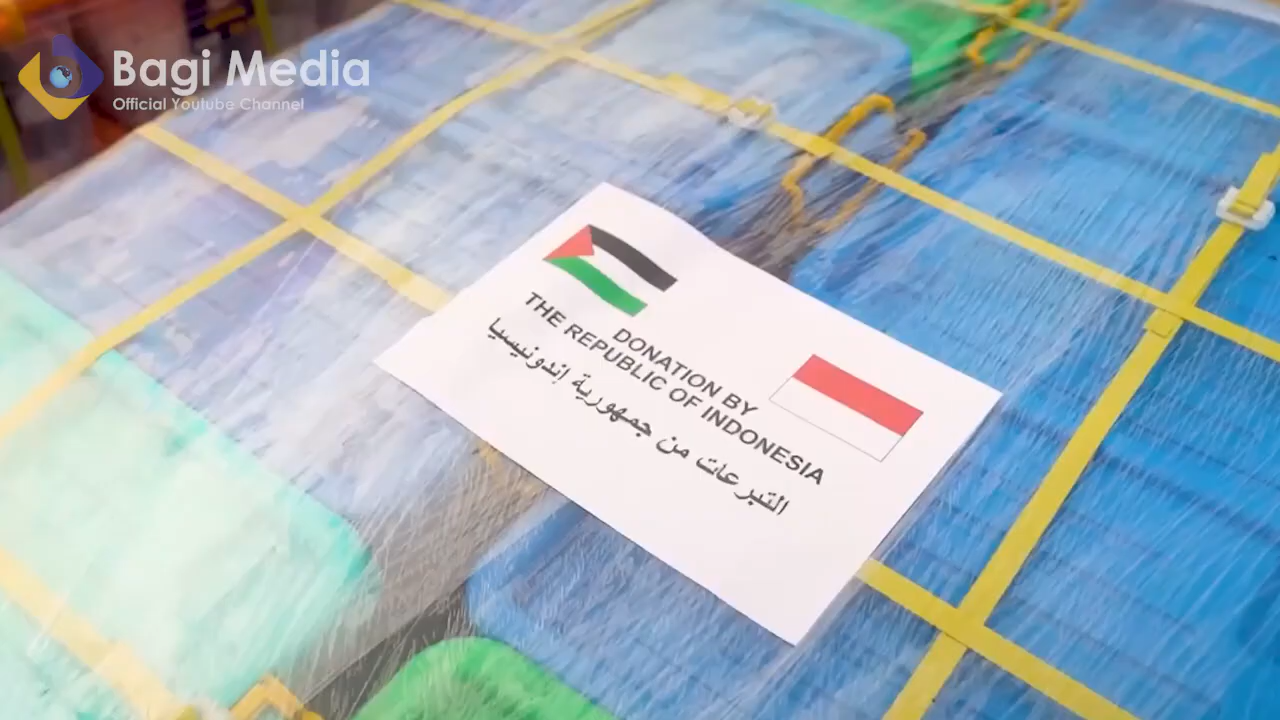 Bagi Media
Official Youtube Channel
DONATION BY
THE REPUBLIC OF INDONESIA
التبرعات من جمهورية إندونيسيا